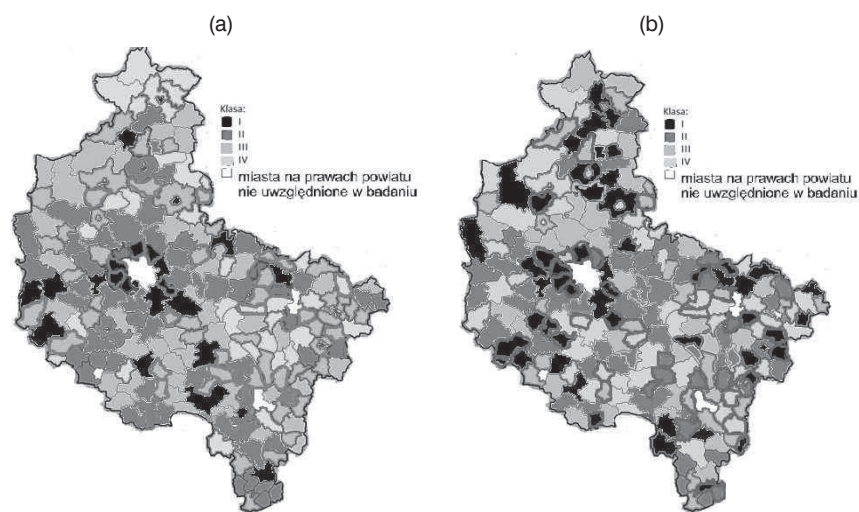 (a)
(b)
Klasa:
I
II
III
IV
miasta na prawach powiatu
nie uwzględnione w badaniu
Klasa:
I
II
III
IV
miasta na prawach powiatu
nie uwzględnione w badaniu